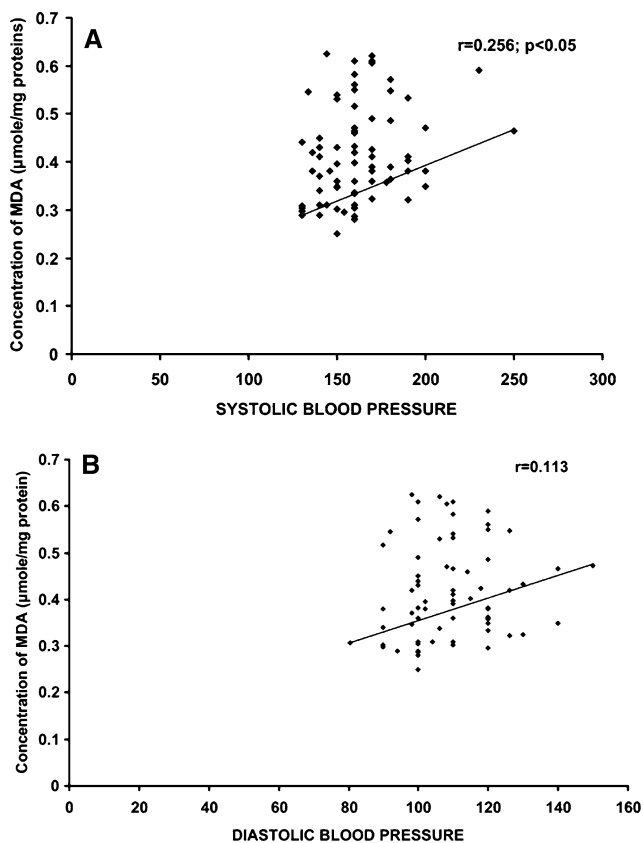 A
r=0.256; p<0.05
Concentration of MDA (µmole/mg proteins)
0.7
0.6
0.5
0.4
0.3
0.2
0.1
0
0 50 100 150 200 250 300
SYSTOLIC BLOOD PRESSURE
B
r=0.113
Concentration of MDA (µmole/mg protein)
0.7
0.6
0.5
0.4
0.3
0.2
0.1
0
0 20 40 60 80 100 120 140 160
DIASTOLIC BLOOD PRESSURE